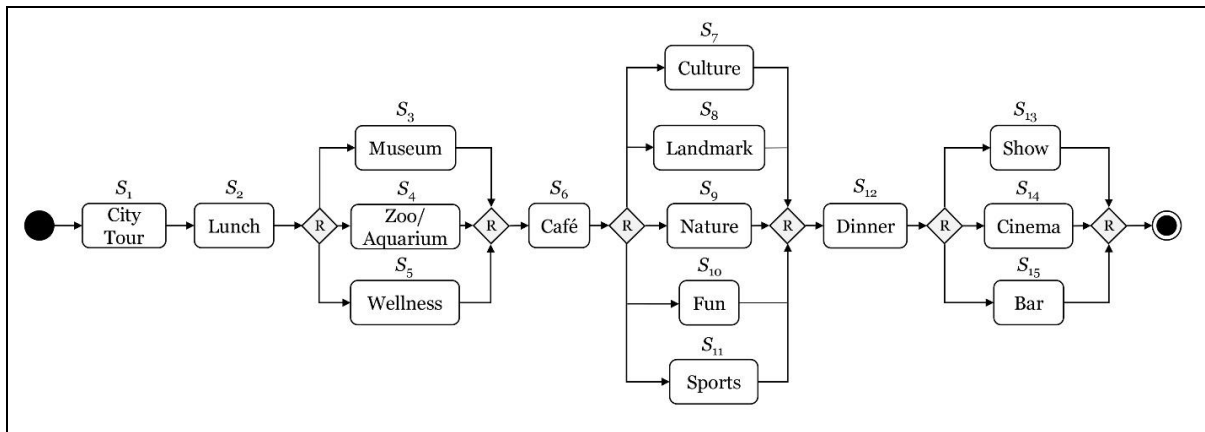 S1
City
Tour
S2
Lunch
R
S3
Museum
S4
Zoo/
Aquarium
S5
Wellness
R
S6
Café
R
S7
Culture
S8
Landmark
S9
Nature
S10
Fun
S11
Sports
R
S12
Dinner
R
S13
Show
S14
Cinema
S15
Bar
R